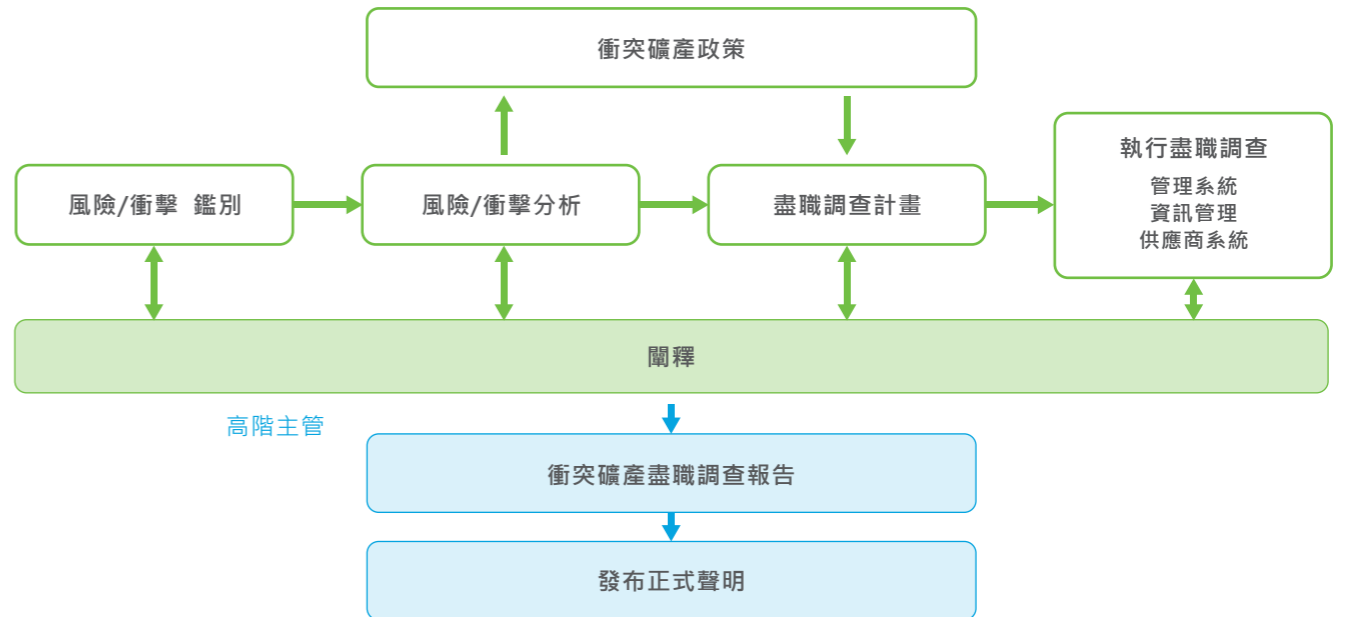 衝突礦產政策
風險/衝擊 鑑別
風險/衝擊分析
盡職調查計畫
執行盡職調查
管理系統
資訊管理
供應商系統
闡釋
高階主管
衝突礦產盡職調查報告
發布正式聲明